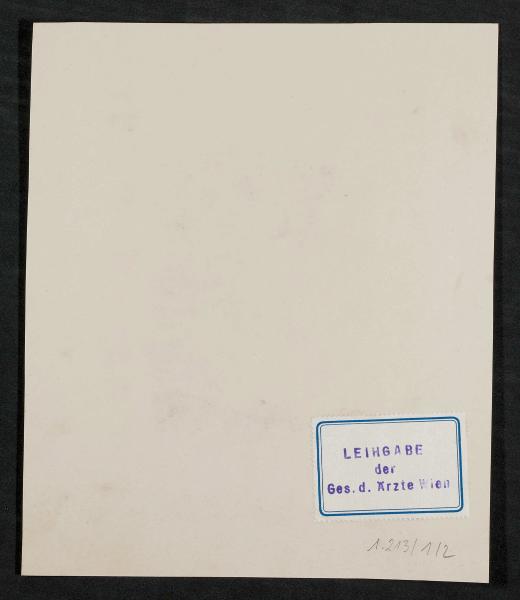 LEIHGABE
der
Ges. d. Ärzte Wien
1.213/1/2